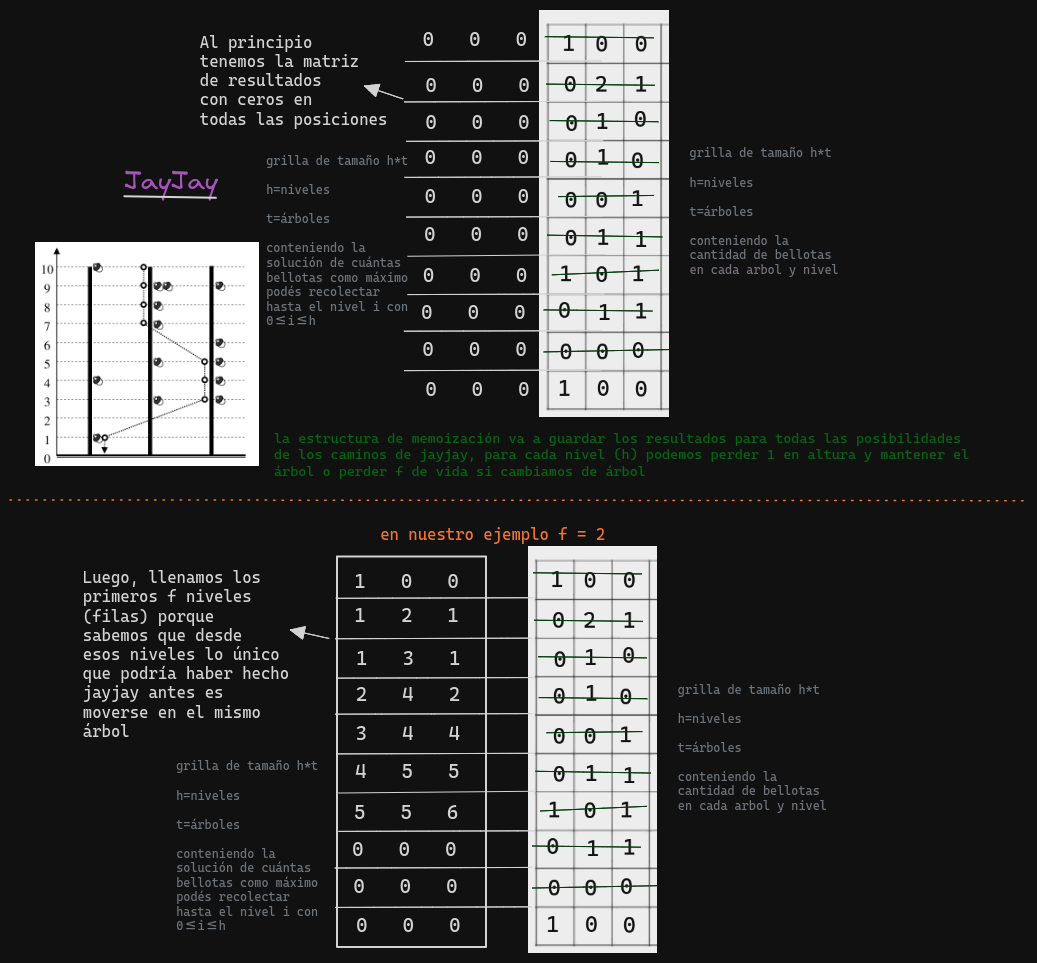 Al principio
tenemos la matriz
de resultados
con ceros en
todas las posiciones
0 0 0 1 0 0
0 0 0 0 2 1
0 0 0 0 1 0
0 0 0 0 1 0
0 0 0 0 0 1
0 0 0 0 1 1
0 0 0 1 0 1
0 0 0 0 1 1
0 0 0 0 0 0
0 0 0 1 0 0
grilla de tamaño h*t
h=niveles
t=árboles
conteniendo la
solución de cuántas
bellotas como máximo
podés recolectar
hasta el nivel i con
0≤i≤h
grilla de tamaño h*t
h=niveles
t=árboles
conteniendo la
cantidad de bellotas
en cada arbol y nivel
JayJay
10
9
8
7
6
5
4
3
2
1
0
la estructura de memoización va a guardar los resultados para todas las posibilidades
de los caminos de jayjay, para cada nivel (h) podemos perder 1 en altura y mantener el
árbol o perder f de vida si cambiamos de árbol
en nuestro ejemplo f = 2
Luego, llenamos los
primeros f niveles
(filas) porque
sabemos que desde
esos niveles lo único
que podría haber hecho
jayjay antes es
moverse en el mismo
árbol
1 0 0 1 0 0
1 2 1 0 2 1
1 3 1 0 1 0
2 4 2 0 1 0
3 4 4 0 0 1
4 5 5 0 1 1
5 5 6 1 0 1
0 0 0 0 1 1
0 0 0 0 0 0
0 0 0 1 0 0
grilla de tamaño h*t
h=niveles
t=árboles
conteniendo la
solución de cuántas
bellotas como máximo
podés recolectar
hasta el nivel i con
0≤i≤h
grilla de tamaño h*t
h=niveles
t=árboles
conteniendo la
cantidad de bellotas
en cada arbol y nivel